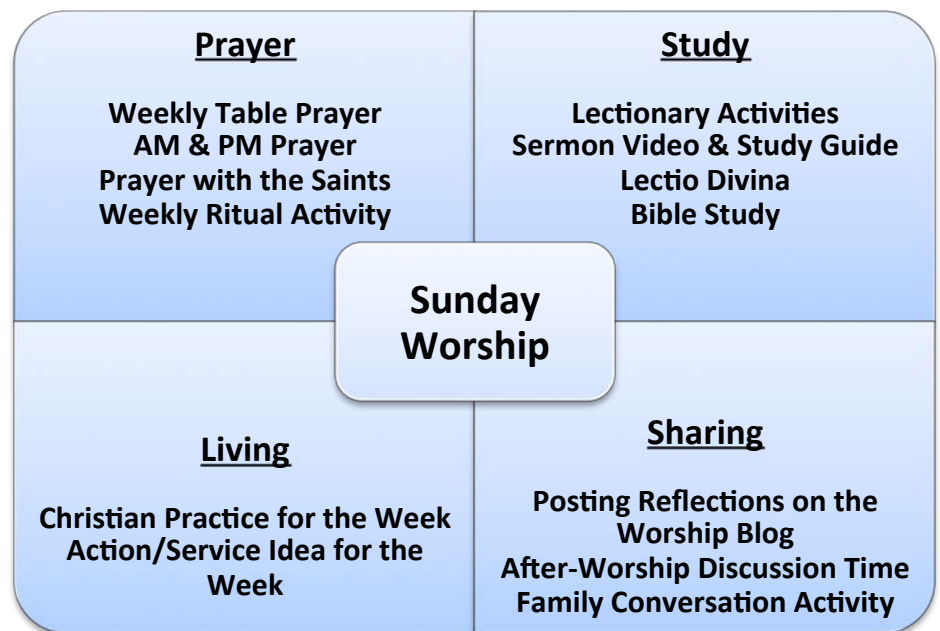 Prayer
Weekly Table Prayer
AM & PM Prayer
Prayer with the Saints
Weekly Ritual Activity
Study
Lectionary Activities
Sermon Video & Study Guide
Lectio Divina
Bible Study
Sunday
Worship
Living
Christian Practice for the Week
Action/Service Idea for the
Week
Sharing
Posting Reflections on the
Worship Blog
After-Worship Discussion Time
Family Conversation Activity